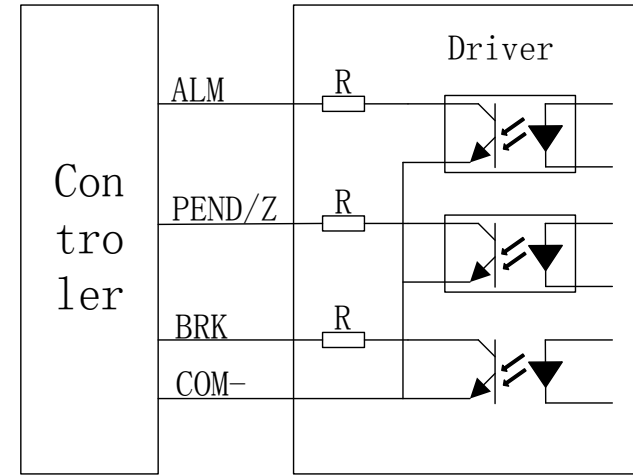 Driver
R
ALM
Con
tro
ler
R
PEND/Z
R
BRK
COM-